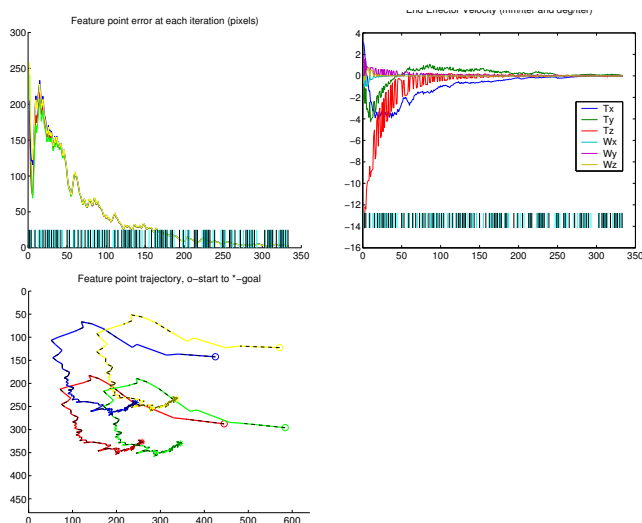 Feature point error at each iteration (pixels)
300
250
200
150
100
50
0
0 50 100 150 200 250 300 350
End Effector Velocity (mm/iter and deg/iter)
4
2
0
−2
−4
−6
−8
−10
−12
−14
−16
0 50 100 150 200 250 300 350
Tx
Ty
Tz
Wx
Wy
Wz
Feature point trajectory, o-start to *-goal
0
50
100
150
200
250
300
350
400
450
0 100 200 300 400 500 600